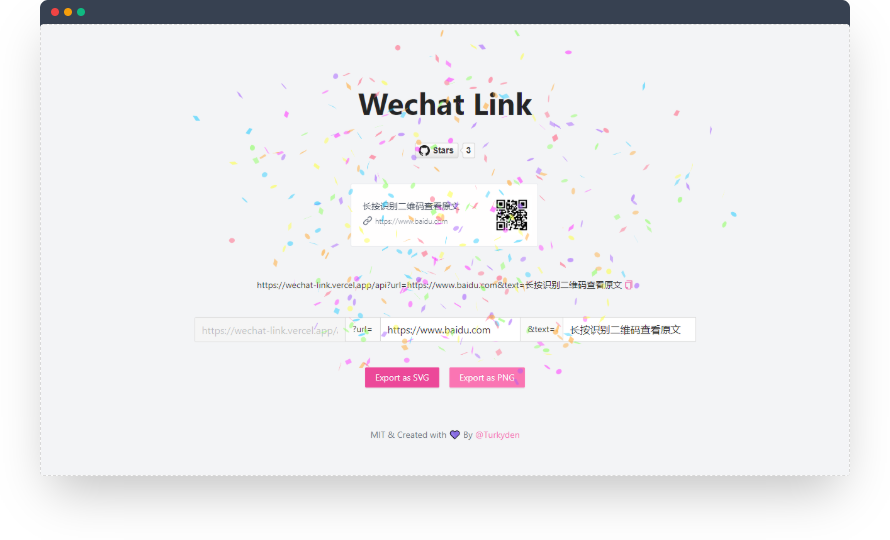 Wechat Link
Stars 3
长按识别二维码查看原文
https://www.baidu.com
https://wechat-link.vercel.app/api?url=https://www.baidu.com&text=长按识别二维码查看原文
https://wechat-link.vercel.app/ ?url= https://www.baidu.com &text= 长按识别二维码查看原文
Export as SVG Export as PNG
MIT & Created with 💜 By @Turkyden